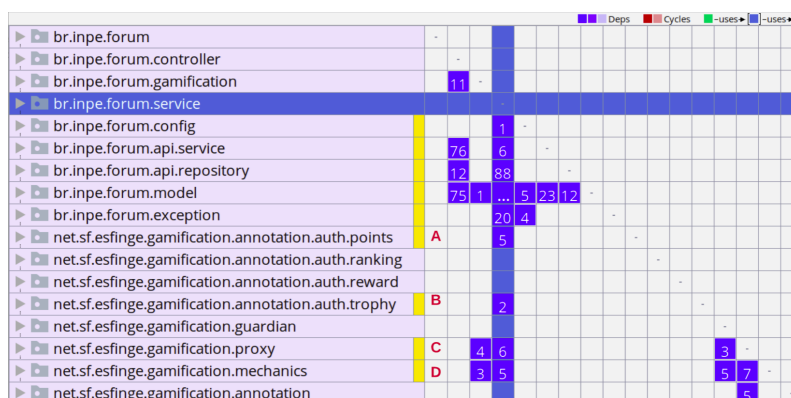 Deps Cycles -uses→ [ ] -uses→
br.inpe.forum -
br.inpe.forum.controller -
br.inpe.forum.gamification 11 -
br.inpe.forum.service -
br.inpe.forum.config 1 -
br.inpe.forum.api.service 76 6 -
br.inpe.forum.api.repository 12 88 -
br.inpe.forum.model 75 1 ... 5 23 12 -
br.inpe.forum.exception 20 4 -
net.sf.esfinge.gamification.annotation.auth.points A 5 -
net.sf.esfinge.gamification.annotation.auth.ranking -
net.sf.esfinge.gamification.annotation.auth.reward -
net.sf.esfinge.gamification.annotation.auth.trophy B 2 -
net.sf.esfinge.gamification.guardian -
net.sf.esfinge.gamification.proxy C 4 6 3 -
net.sf.esfinge.gamification.mechanics D 3 5 5 7 -
net.sf.esfinge.gamification.annotation 5